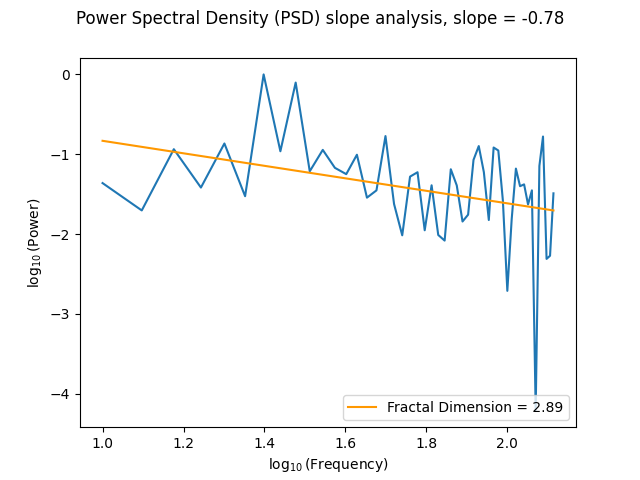 Power Spectral Density (PSD) slope analysis, slope = -0.78
0
−1
−2
−3
−4
log10 (Power)
1.0 1.2 1.4 1.6 1.8 2.0
log10 (Frequency)
Fractal Dimension = 2.89